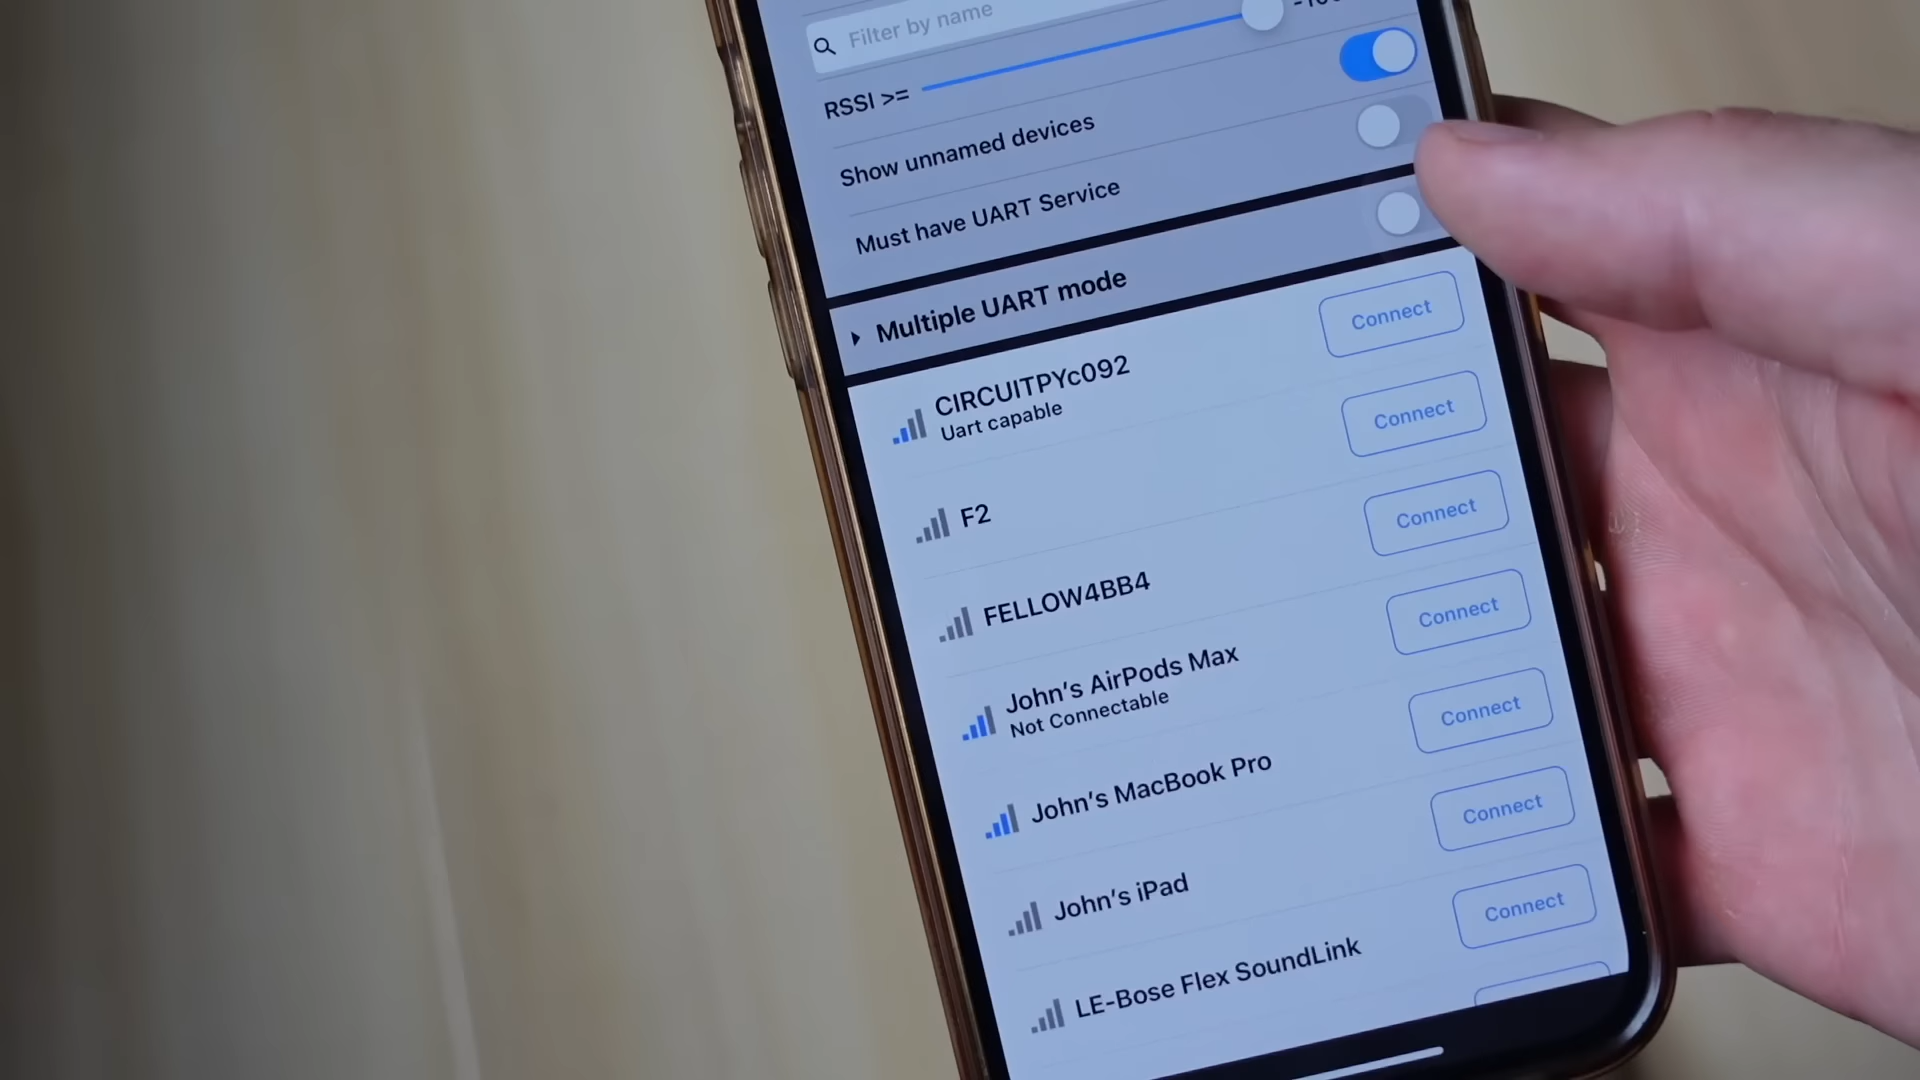 Filter by name
RSSI >=
Show unnamed devices
Must have UART Service
Multiple UART mode
CIRCUITPYc092
Uart capable
Connect
F2
Connect
FELLOW4BB4
Connect
John's AirPods Max
Not Connectable
Connect
John's MacBook Pro
Connect
John's iPad
Connect
LE-Bose Flex SoundLink
Connect